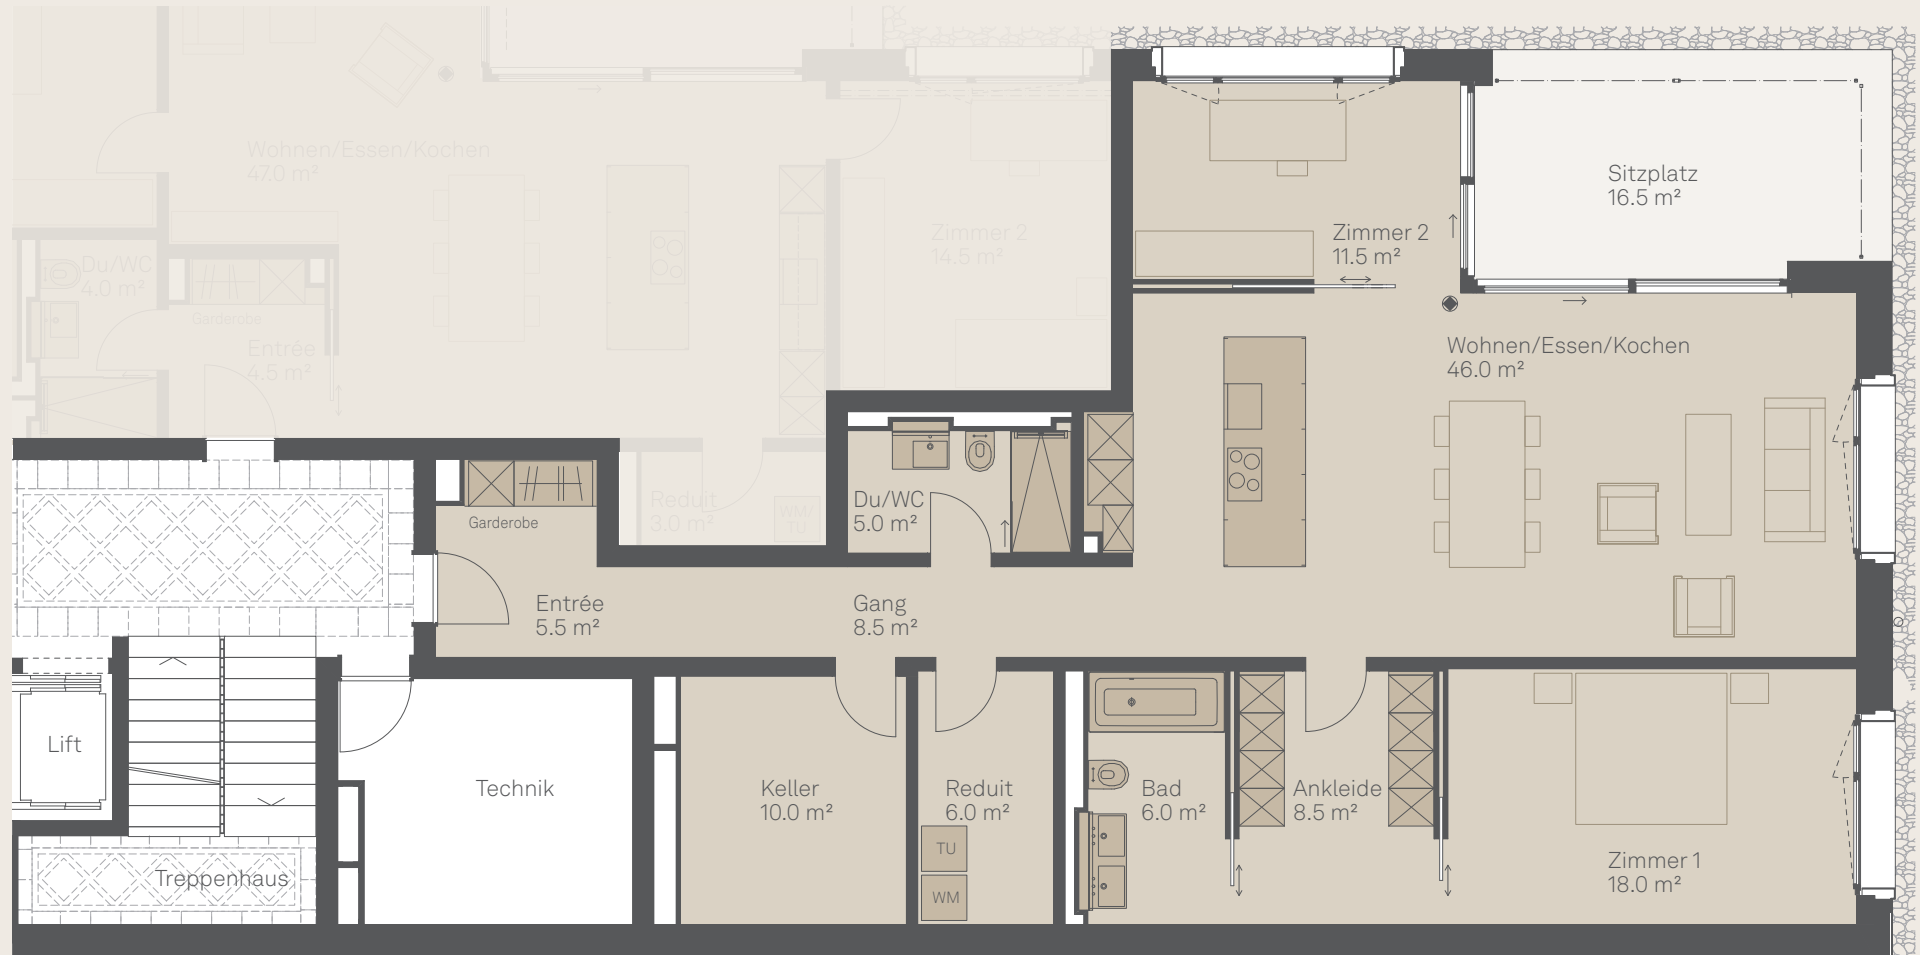 Wohnen/Essen/Kochen
47.0 m²
Zimmer 2
14.5 m²
Du/WC
4.0 m²
Garderobe
Entrée
4.5 m²
Reduit
3.0 m²
WM/
TU
Sitzplatz
16.5 m²
Zimmer 2
11.5 m²
Wohnen/Essen/Kochen
46.0 m²
Du/WC
5.0 m²
Garderobe
Entrée
5.5 m²
Gang
8.5 m²
Lift
Technik
Keller
10.0 m²
Reduit
6.0 m²
TU
WM
Bad
6.0 m²
Ankleide
8.5 m²
Zimmer 1
18.0 m²
Treppenhaus